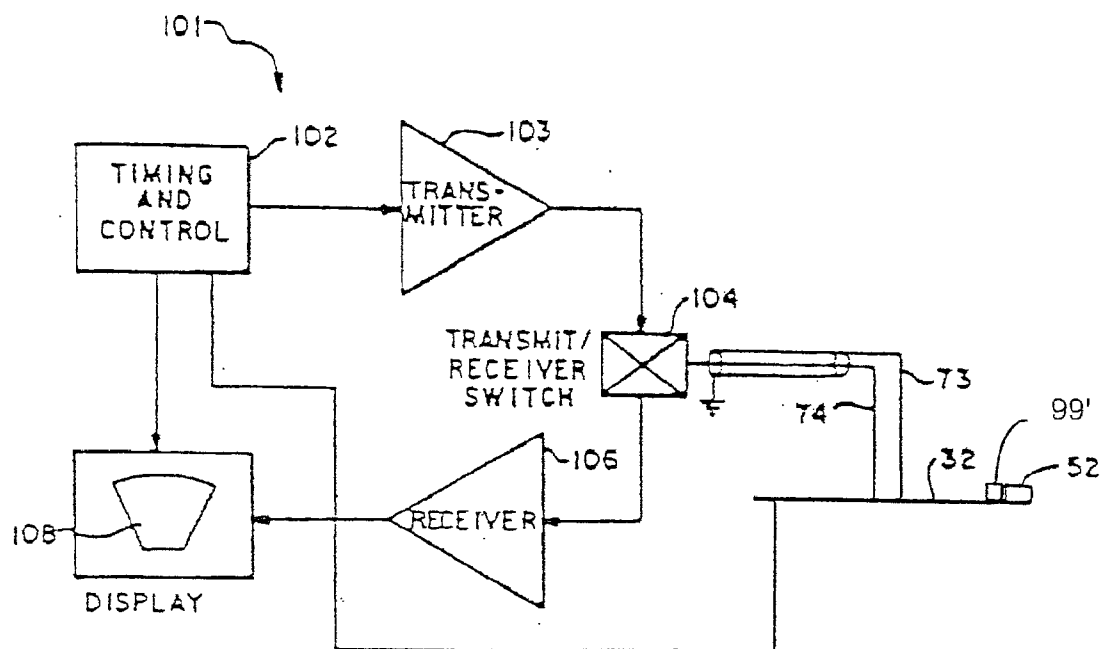 101
102
TIMING
AND
CONTROL
103
TRANS-
MITTER
104
TRANSMIT/
RECEIVER
SWITCH
73
74
99'
32
52
106
RECEIVER
108
DISPLAY